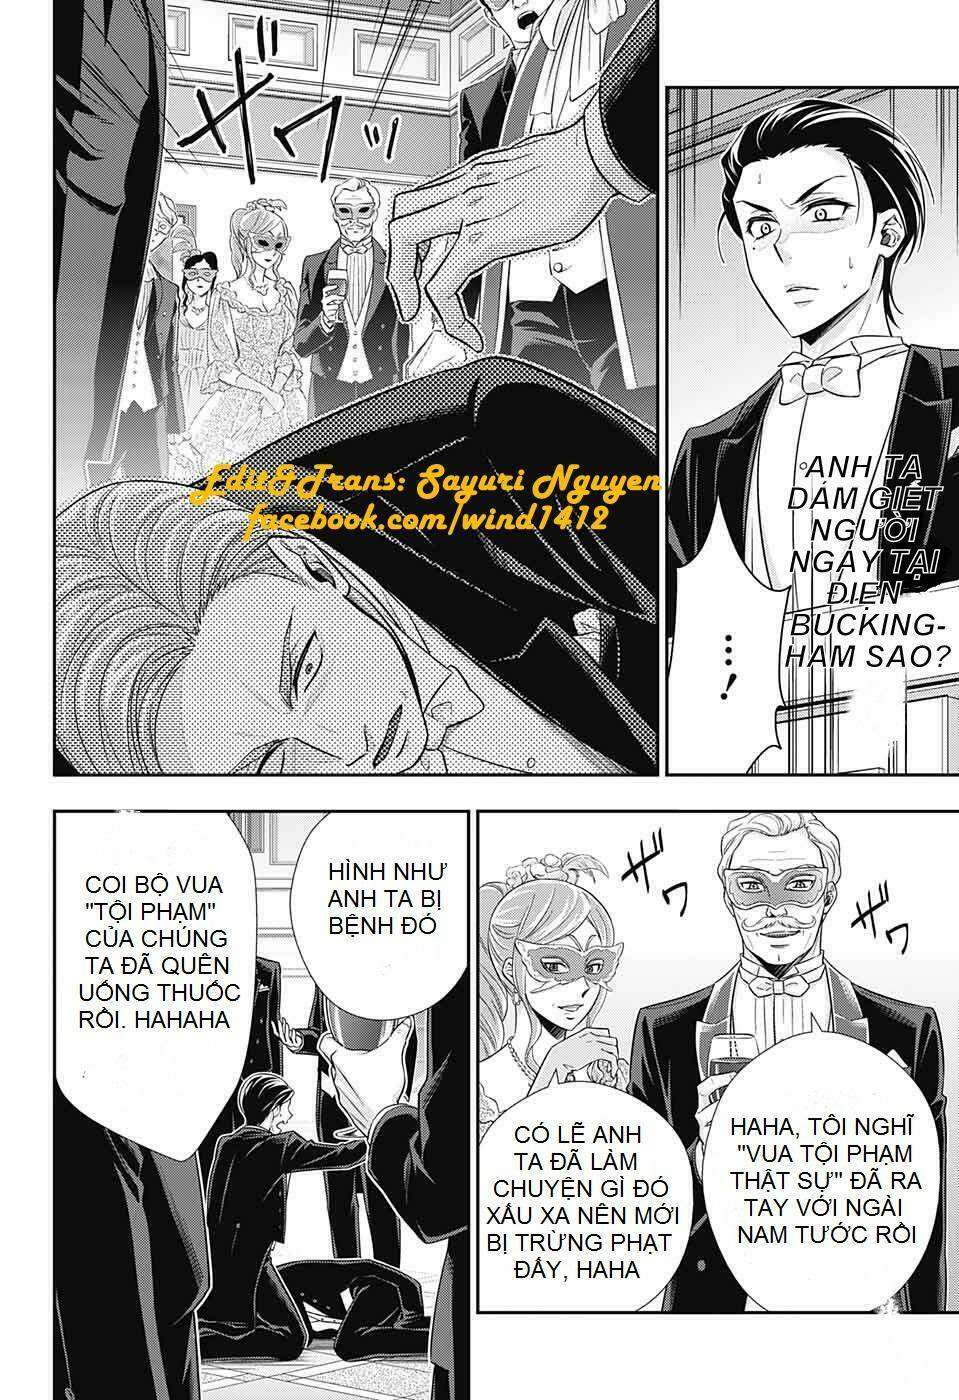 ANH TA
DÁM GIẾT
NGƯỜI
NGAY TẠI
ĐIỆN
BUCKING-
HAM SAO?
...!
ザワ
マッ
Edit&Trans: Sayuri Nguyen
facebook.com/wind1412
HAHA, TÔI NGHĨ
"VUA TỘI PHẠM
THẬT SỰ" ĐÃ RA
TAY VỚI NGÀI
NAM TƯỚC RỒI
ザワ
ザワ
CÓ LẼ ANH
TA ĐÃ LÀM
CHUYỆN GÌ ĐÓ
XẤU XA NÊN MỚI
BỊ TRỪNG PHẠT
ĐẤY, HAHA
HÌNH NHƯ
ANH TA BỊ
BỆNH ĐÓ
COI BỘ VUA
"TỘI PHẠM"
CỦA CHÚNG
TA ĐÃ QUÊN
UỐNG THUỐC
RỒI. HAHAHA